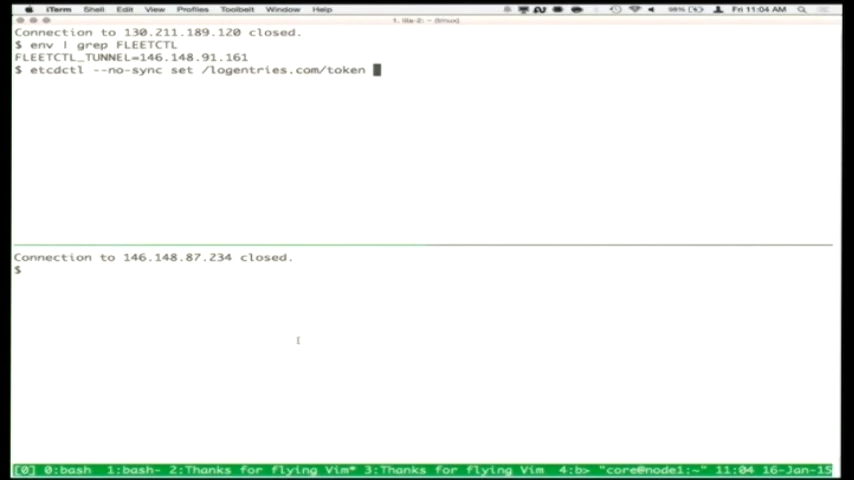 iTerm Shell Edit View Profiles Toolbelt Window Help 98% Fri 11:04 AM
1. lila-2: ~ (tmux)
Connection to 130.211.189.120 closed.
$ env | grep FLEETCTL
FLEETCTL_TUNNEL=146.148.91.161
$ etcdctl --no-sync set /logentries.com/token
Connection to 146.148.87.234 closed.
$
[0] 0:bash 1:bash- 2:Thanks for flying Vim* 3:Thanks for flying Vim 4:b> "core@node1:~" 11:04 16-Jan-15